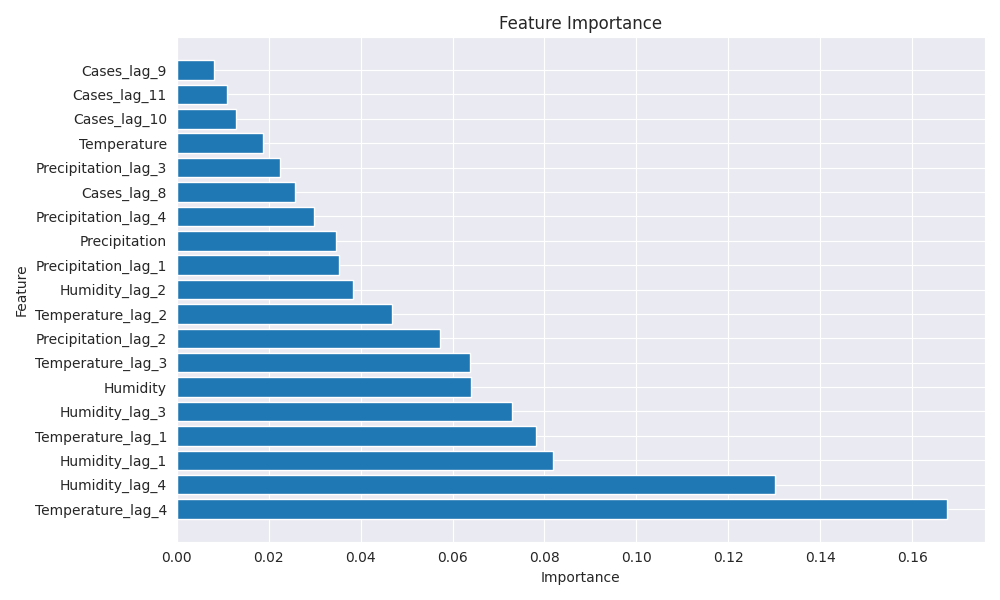 Feature Importance
Cases_lag_9
Cases_lag_11
Cases_lag_10
Temperature
Precipitation_lag_3
Cases_lag_8
Precipitation_lag_4
Precipitation
Precipitation_lag_1
Humidity_lag_2
Temperature_lag_2
Precipitation_lag_2
Temperature_lag_3
Humidity
Humidity_lag_3
Temperature_lag_1
Humidity_lag_1
Humidity_lag_4
Temperature_lag_4
Feature
0.00 0.02 0.04 0.06 0.08 0.10 0.12 0.14 0.16
Importance